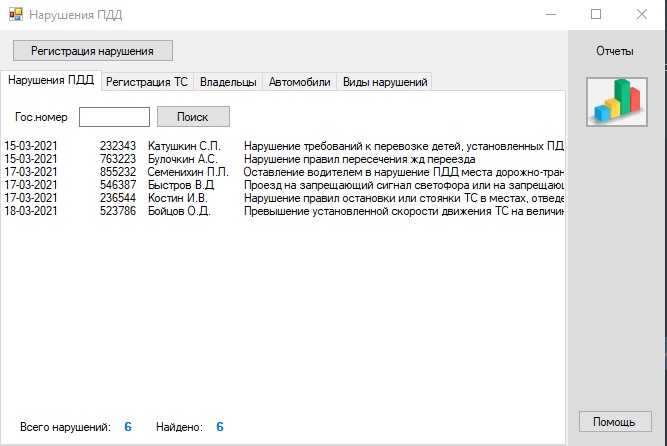 Нарушения ПДД
Регистрация нарушения
Отчеты
Нарушения ПДД Регистрация ТС Владельцы Автомобили Виды нарушений
Гос.номер Поиск
15-03-2021 232343 Катушкин С.П. Нарушение требований к перевозке детей, установленных ПД
15-03-2021 763223 Булочкин А.С. Нарушение правил пересечения жд переезда
17-03-2021 855232 Семенихин П.Л. Оставление водителем в нарушение ПДД места дорожно-тран
17-03-2021 546387 Быстров В.Д Проезд на запрещающий сигнал светофора или на запрещаю
17-03-2021 236544 Костин И.В. Нарушение правил остановки или стоянки ТС в местах, отведе
18-03-2021 523786 Бойцов О.Д. Превышение установленной скорости движения ТС на величин
Всего нарушений: 6 Найдено: 6
Помощь